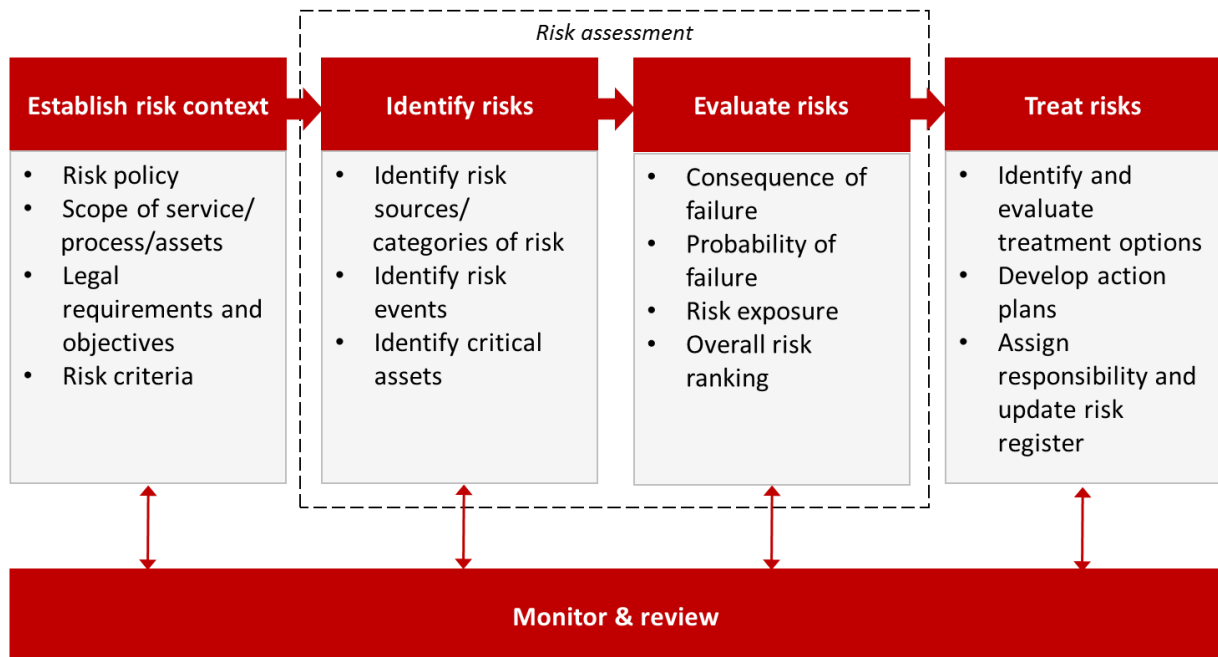 Risk assessment
Establish risk context
• Risk policy
• Scope of service/
process/assets
• Legal
requirements and
objectives
• Risk criteria
Identify risks
• Identify risk
sources/
categories of risk
• Identify risk
events
• Identify critical
assets
Evaluate risks
• Consequence of
failure
• Probability of
failure
• Risk exposure
• Overall risk
ranking
Treat risks
• Identify and
evaluate
treatment options
• Develop action
plans
• Assign
responsibility and
update risk
register
Monitor & review